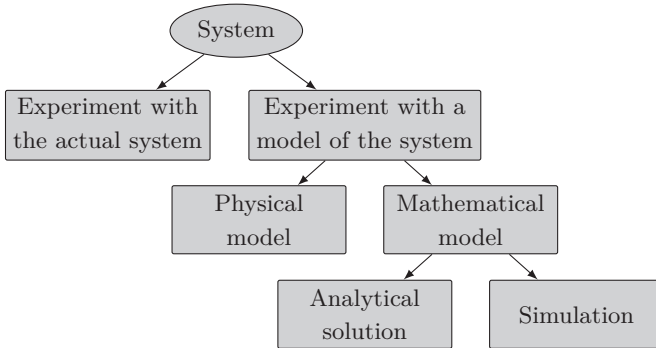 System
Experiment with
the actual system
Experiment with a
model of the system
Physical
model
Mathematical
model
Analytical
solution
Simulation